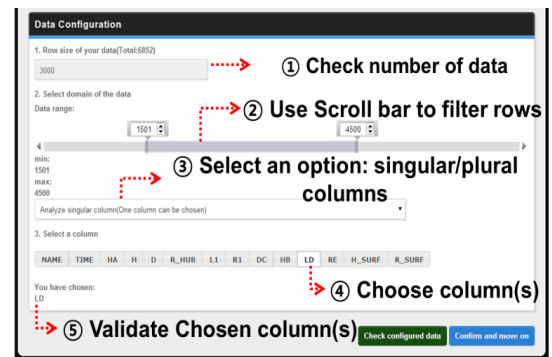 Data Configuration
1. Row size of your data(Total:6852)
3000
① Check number of data
2. Select domain of the data
Data range:
② Use Scroll bar to filter rows
1501 4500
min:
1501
max:
4500
③ Select an option: singular/plural
columns
Analyze singular column(One column can be chosen)
3. Select a column
NAME TIME HA H D R_HUB L1 R1 DC HB LD RE H_SURF R_SURF
You have chosen:
LD
④ Choose column(s)
⑤ Validate Chosen column(s)
Check configured data Confirm and move on